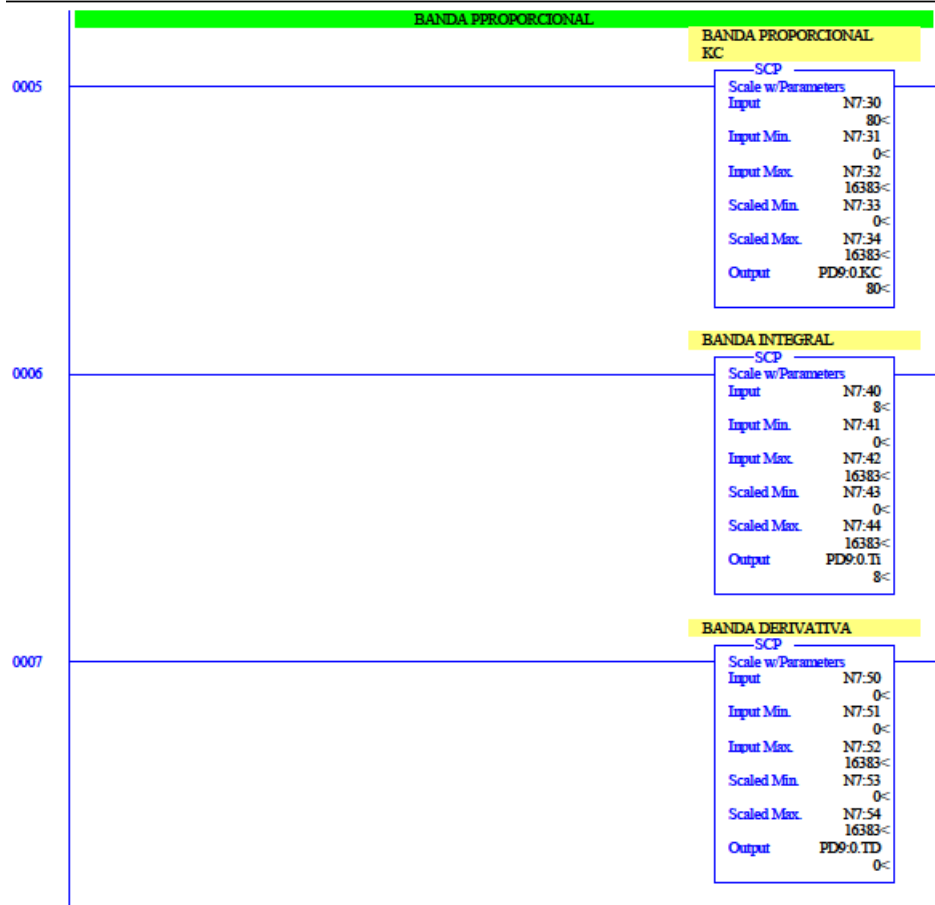 BANDA PPROPORCIONAL
BANDA PROPORCIONAL
KC
0005
SCP
Scale w/Parameters
Input N7:30
80<
Input Min. N7:31
0<
Input Max. N7:32
16383<
Scaled Min. N7:33
0<
Scaled Max. N7:34
16383<
Output PD9:0.KC
80<
BANDA INTEGRAL
0006
SCP
Scale w/Parameters
Input N7:40
8<
Input Min. N7:41
0<
Input Max. N7:42
16383<
Scaled Min. N7:43
0<
Scaled Max. N7:44
16383<
Output PD9:0.Ti
8<
BANDA DERIVATIVA
0007
SCP
Scale w/Parameters
Input N7:50
0<
Input Min. N7:51
0<
Input Max. N7:52
16383<
Scaled Min. N7:53
0<
Scaled Max. N7:54
16383<
Output PD9:0.TD
0<